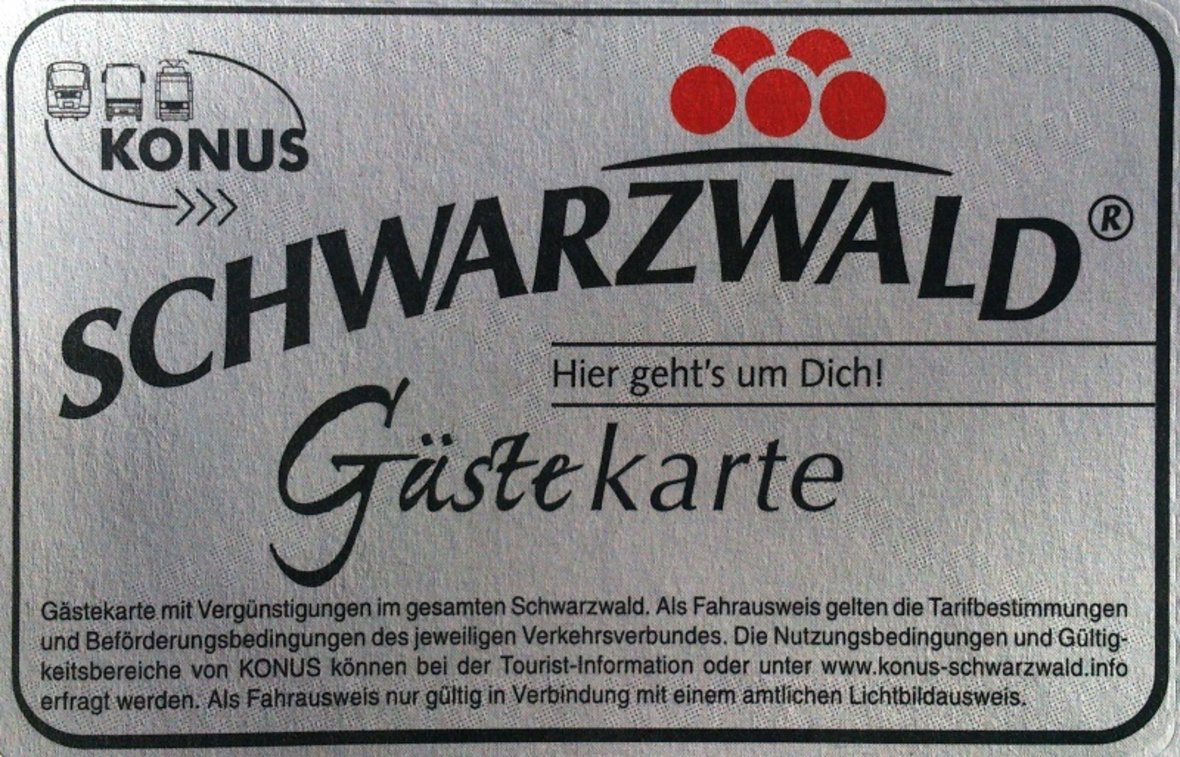 KONUS
SCHWARZWALD®
Hier geht's um Dich!
Gästekarte
Gästekarte mit Vergünstigungen im gesamten Schwarzwald. Als Fahrausweis gelten die Tarifbestimmungen
und Beförderungsbedingungen des jeweiligen Verkehrsverbundes. Die Nutzungsbedingungen und Gültig-
keitsbereiche von KONUS können bei der Tourist-Information oder unter www.konus-schwarzwald.info
erfragt werden. Als Fahrausweis nur gültig in Verbindung mit einem amtlichen Lichtbildausweis.